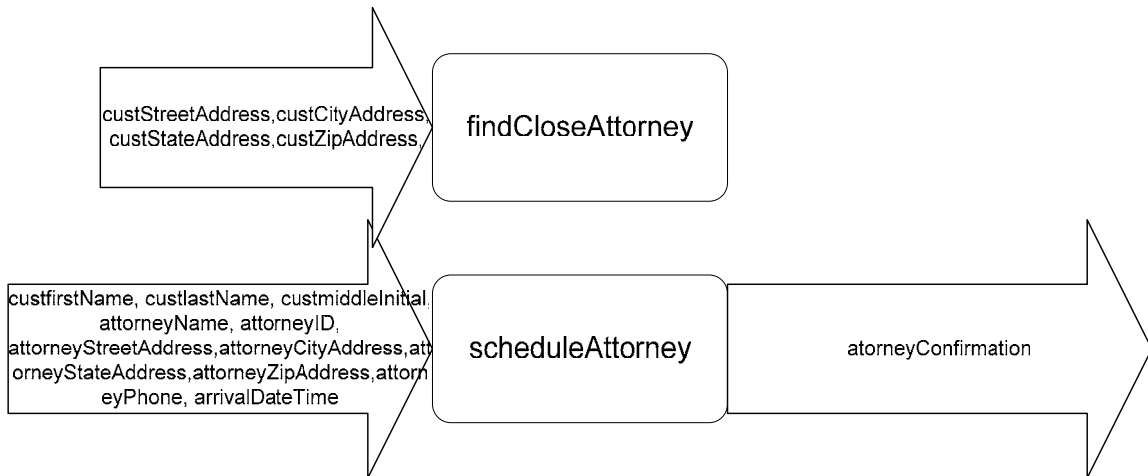 custStreetAddress,custCityAddress,
custStateAddress,custZipAddress,
findCloseAttorney
custfirstName, custlastName, custmiddleInitial,
attorneyName, attorneyID,
attorneyStreetAddress,attorneyCityAddress,att
orneyStateAddress,attorneyZipAddress,attorn
eyPhone, arrivalDateTime
scheduleAttorney
atorneyConfirmation